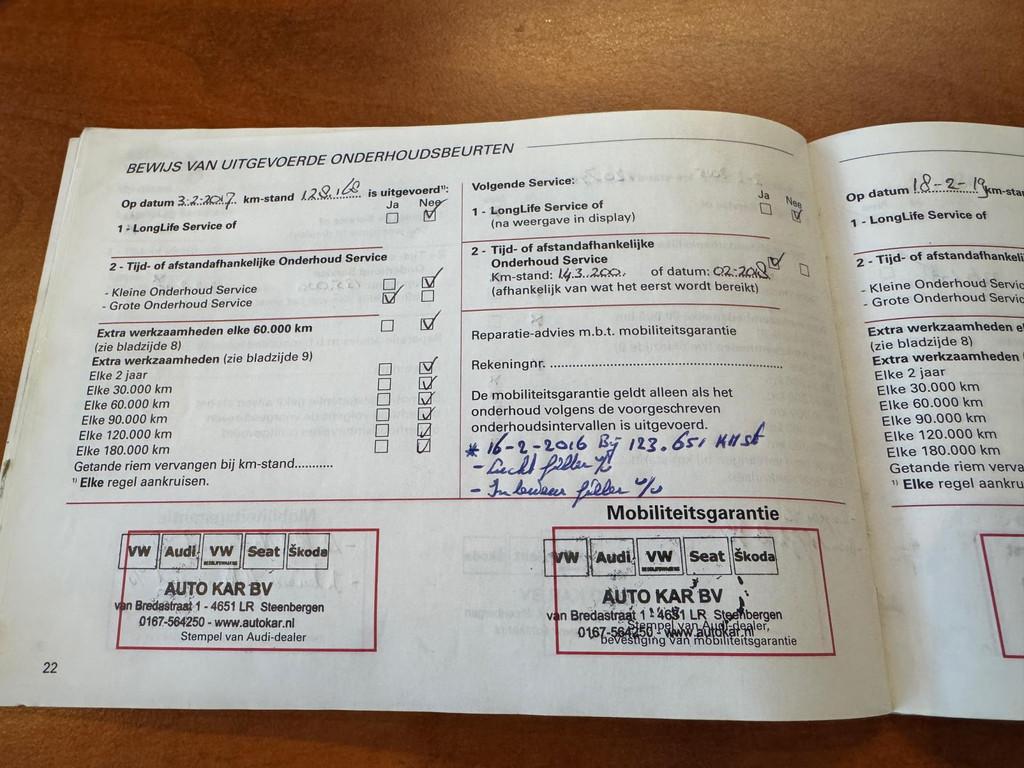 BEWIJS VAN UITGEVOERDE ONDERHOUDSBEURTEN
Op datum 3-2-2017 km-stand 128.168 is uitgevoerd¹⁾:
Ja Nee
1 - LongLife Service of
2 - Tijd- of afstandafhankelijke Onderhoud Service
- Kleine Onderhoud Service
- Grote Onderhoud Service
Extra werkzaamheden elke 60.000 km
(zie bladzijde 8)
Extra werkzaamheden (zie bladzijde 9)
Elke 2 jaar
Elke 30.000 km
Elke 60.000 km
Elke 90.000 km
Elke 120.000 km
Elke 180.000 km
Getande riem vervangen bij km-stand...........
¹⁾ Elke regel aankruisen.
Volgende Service:
Ja Nee
1 - LongLife Service of
(na weergave in display)
2 - Tijd- of afstandafhankelijke
Onderhoud Service
Km-stand: 143.200. of datum: 02-2018
(afhankelijk van wat het eerst wordt bereikt)
Reparatie-advies m.b.t. mobiliteitsgarantie
Rekeningnr. ..........................................................
De mobiliteitsgarantie geldt alleen als het
onderhoud volgens de voorgeschreven
onderhoudsintervallen is uitgevoerd.
* 16-2-2016 Bij 123.651 KM st
- Lucht filter
- Interieur filter
Mobiliteitsgarantie
VW Audi VW Seat Škoda
AUTO KAR BV
van Bredastraat 1 - 4651 LR Steenbergen
0167-564250 - www.autokar.nl
Stempel van Audi-dealer
VW Audi VW Seat Škoda
AUTO KAR BV
van Bredastraat 1 - 4651 LR Steenbergen
0167-564250 - www.autokar.nl
Stempel van Audi-dealer,
bevestiging van mobiliteitsgarantie
22
Op datum 18-2-19 km-stan
1 - LongLife Service of
2 - Tijd- of afstandafhankeli
- Kleine Onderhoud Servic
- Grote Onderhoud Servic
Extra werkzaamheden el
(zie bladzijde 8)
Extra werkzaamheden
Elke 2 jaar
Elke 30.000 km
Elke 60.000 km
Elke 90.000 km
Elke 120.000 km
Elke 180.000 km
Getande riem verva
¹⁾ Elke regel aankru